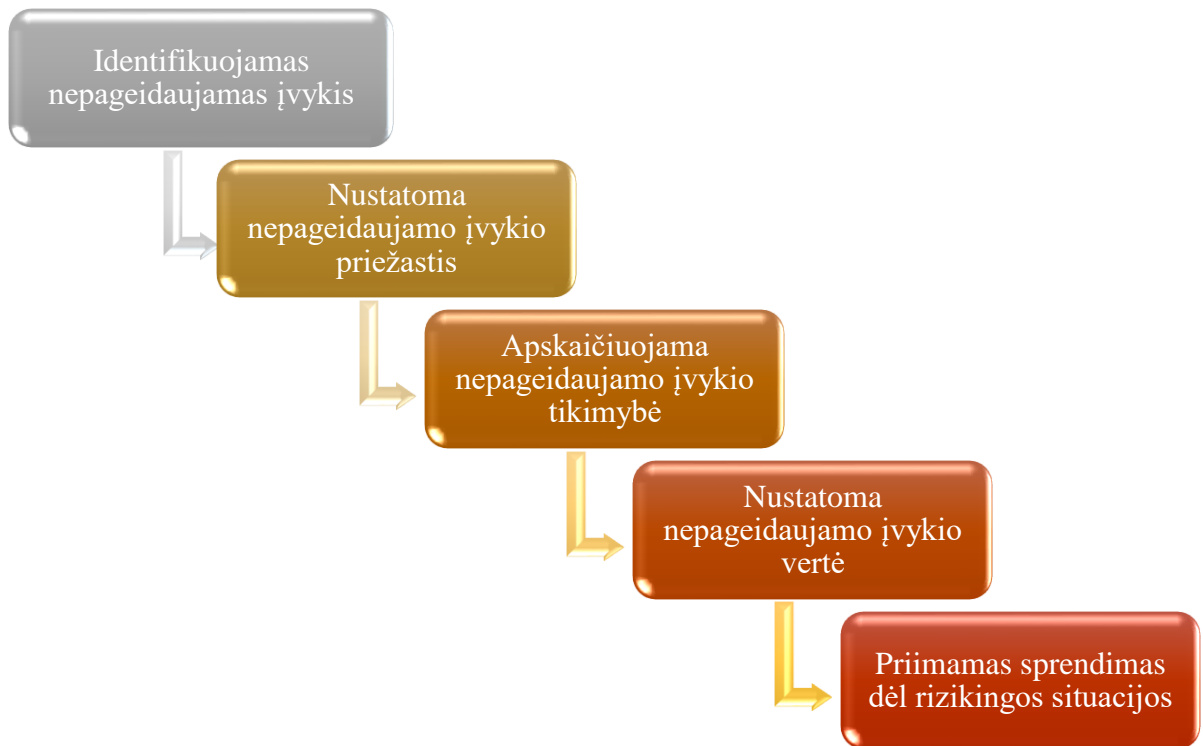 Identifikuojamas
nepageidaujamas įvykis
Nustatoma
nepageidaujamo įvykio
priežastis
Apskaičiuojama
nepageidaujamo įvykio
tikimybė
Nustatoma
nepageidaujamo įvykio
vertė
Priimamas sprendimas
dėl rizikingos situacijos